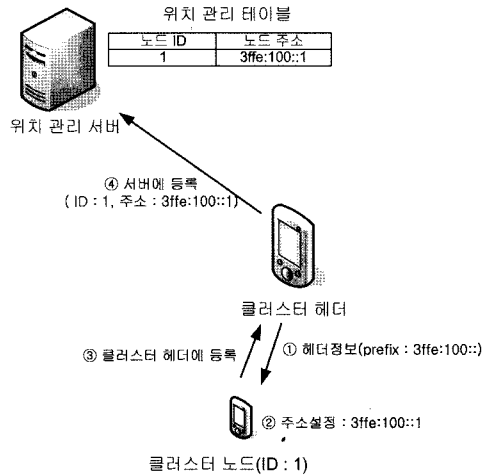 위치 관리 테이블
노드 ID 노드 주소
1 3ffe:100::1
위치 관리 서버
④ 서버에 등록
( ID : 1, 주소 : 3ffe:100::1)
클러스터 헤더
③ 클러스터 헤더에 등록
① 헤더정보(prefix : 3ffe:100::)
② 주소설정 : 3ffe:100::1
클러스터 노드(ID : 1)